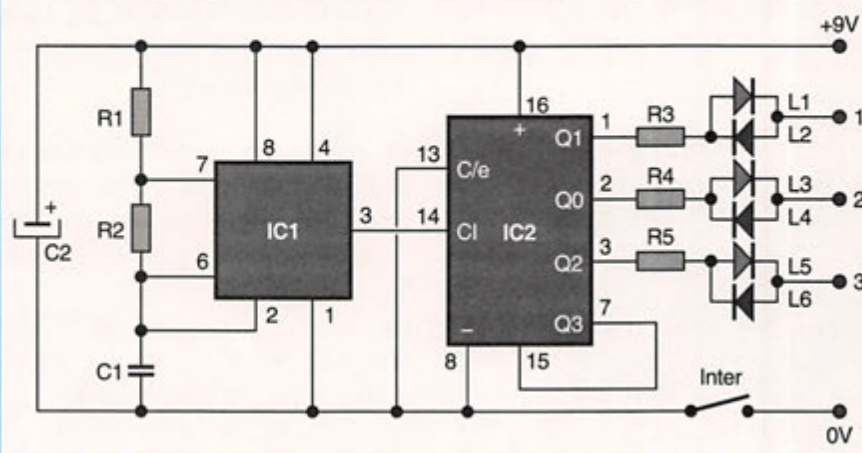 +9V
R1
8
4
16
+
1
R3
L1
1
7
13
C/e
Q1
L2
2
R4
L3
2
+
C2
R2
IC1
3
14
Cl
IC2
Q0
L4
6
3
R5
L5
3
Q2
L6
2
1
7
Q3
–
8
15
C1
Inter
0V